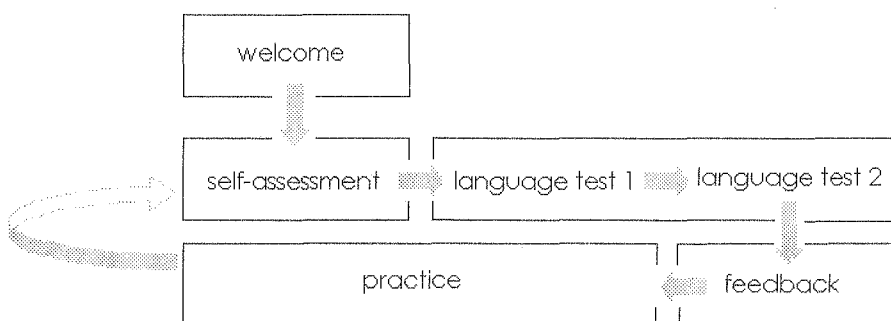 welcome
self-assessment
language test 1
language test 2
practice
feedback